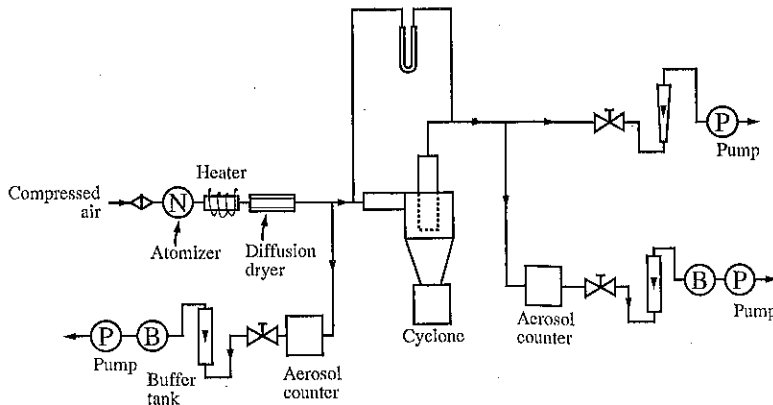 P
Pump
Heater
Compressed
air
N
Atomizer
Diffusion
dryer
Aerosol
counter
B
P
Pump
Cyclone
P
B
Pump
Buffer
tank
Aerosol
counter